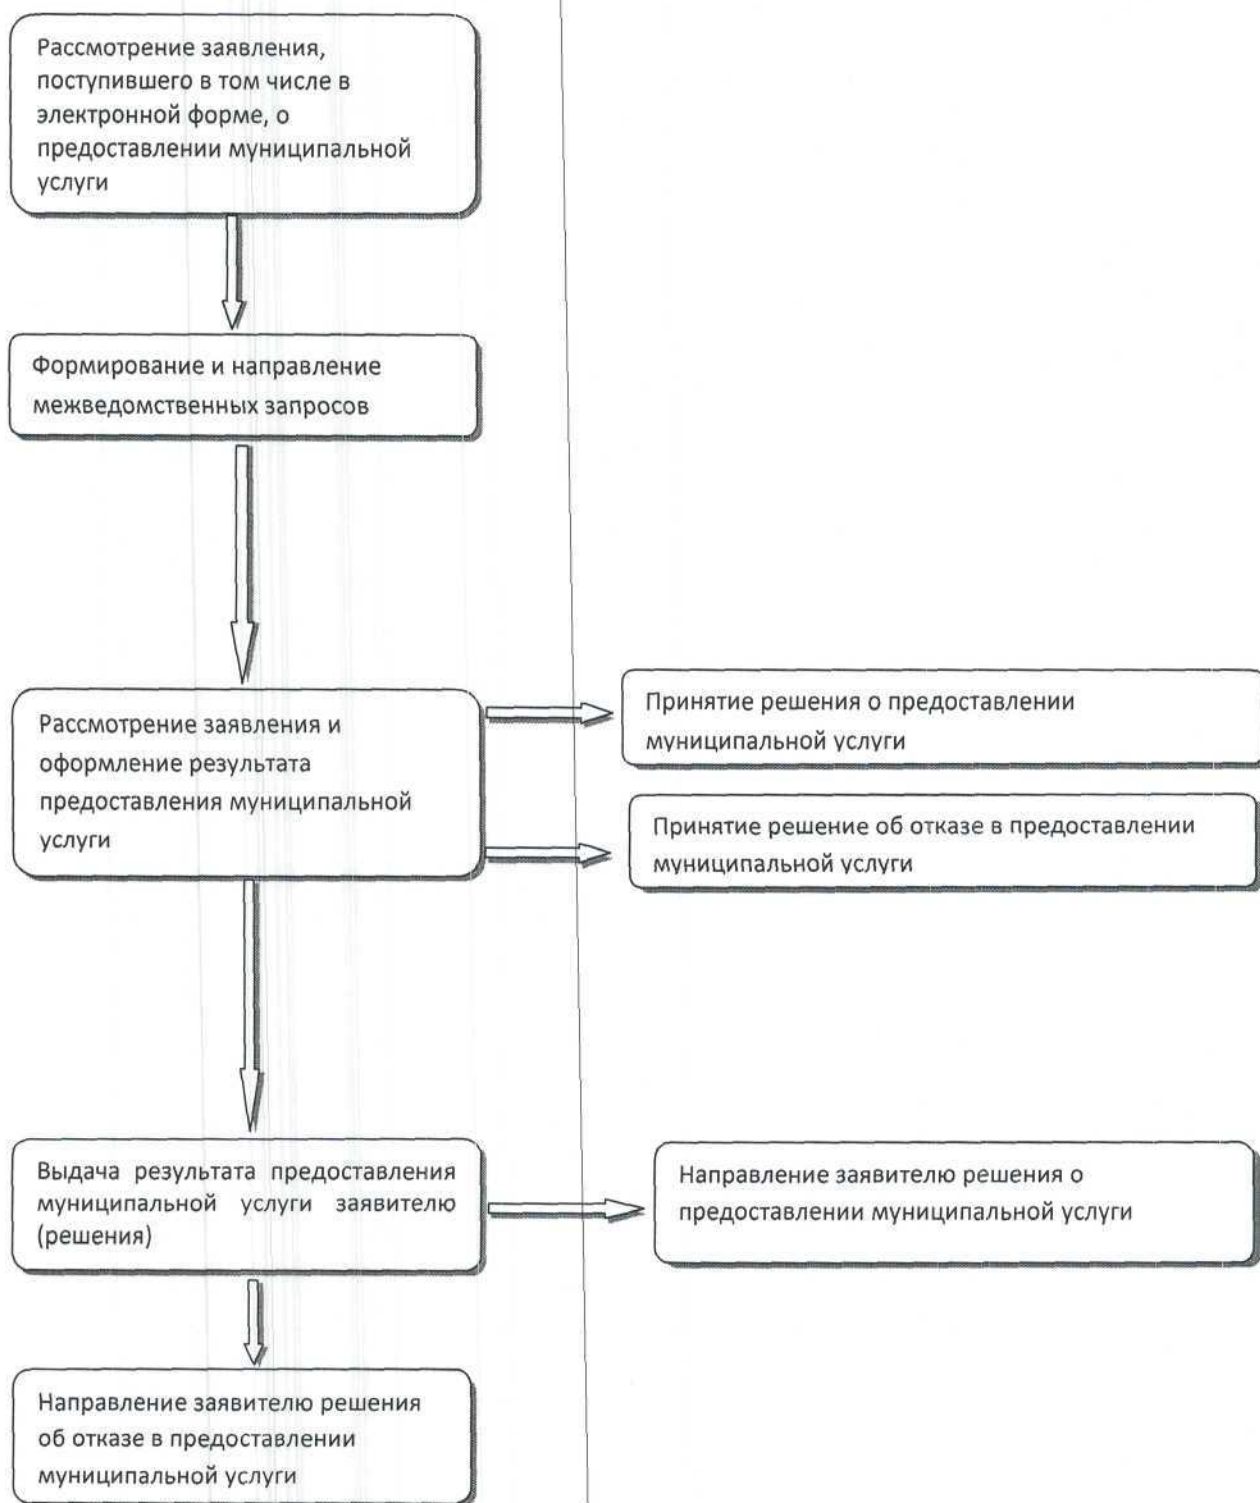 Рассмотрение заявления,
поступившего в том числе в
электронной форме, о
предоставлении муниципальной
услуги
Формирование и направление
межведомственных запросов
Рассмотрение заявления и
оформление результата
предоставления муниципальной
услуги
Принятие решения о предоставлении
муниципальной услуги
Принятие решение об отказе в предоставлении
муниципальной услуги
Выдача результата предоставления
муниципальной услуги заявителю
(решения)
Направление заявителю решения о
предоставлении муниципальной услуги
Направление заявителю решения
об отказе в предоставлении
муниципальной услуги